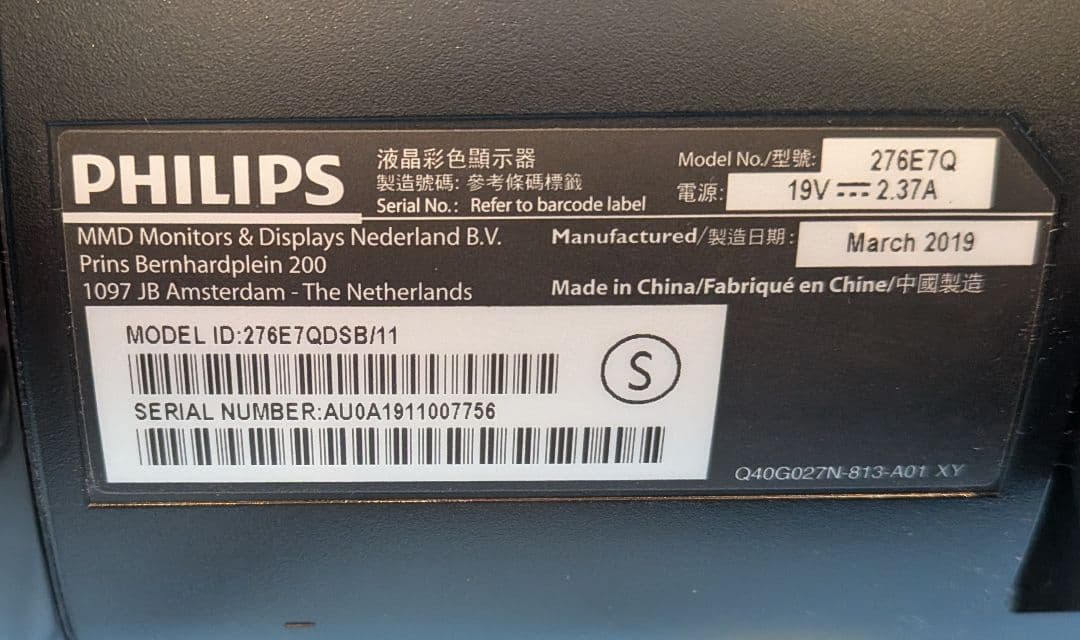 PHILIPS
液晶彩色顯示器
製造號碼: 參考條碼標籤
Serial No.: Refer to barcode label
Model No./型號: 276E7Q
電源: 19V ⎓ 2.37A
MMD Monitors & Displays Nederland B.V.
Prins Bernhardplein 200
1097 JB Amsterdam - The Netherlands
Manufactured/製造日期: March 2019
Made in China/Fabriqué en Chine/中國製造
MODEL ID:276E7QDSB/11
SERIAL NUMBER:AU0A1911007756
S
Q40G027N-813-A01 XY